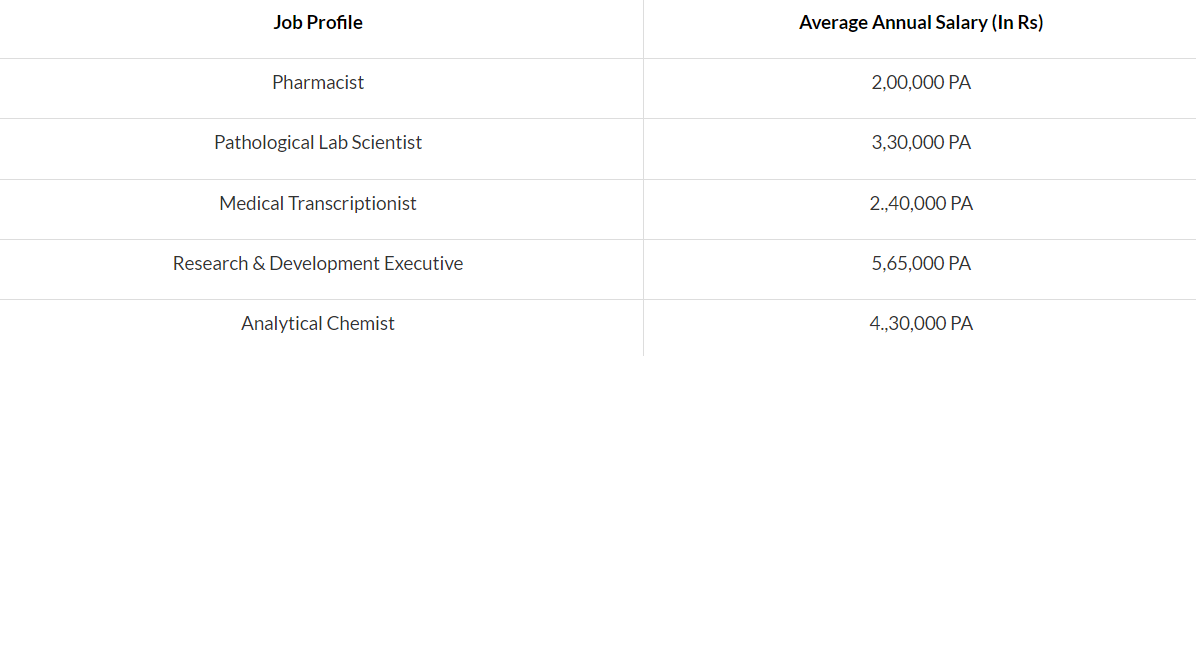 Job Profile Average Annual Salary (In Rs)
Pharmacist 2,00,000 PA
Pathological Lab Scientist 3,30,000 PA
Medical Transcriptionist 2.,40,000 PA
Research & Development Executive 5,65,000 PA
Analytical Chemist 4.,30,000 PA